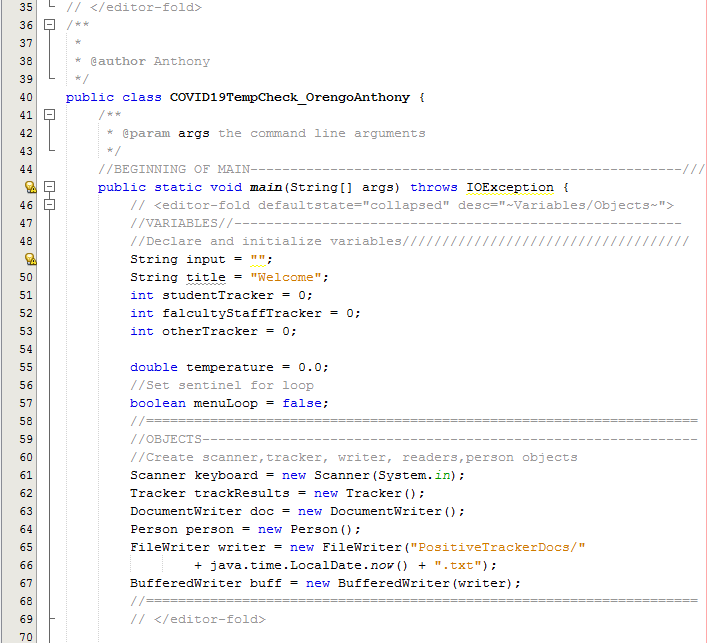 35 // </editor-fold>
36 /**
37 *
38 * @author Anthony
39 */
40 public class COVID19TempCheck_OrengoAnthony {
41 /**
42 * @param args the command line arguments
43 */
44 //BEGINNING OF MAIN------------------------------------------------------///
public static void main(String[] args) throws IOException {
46 // <editor-fold defaultstate="collapsed" desc="~Variables/Objects~">
47 //VARIABLES//--------------------------------------------------------
48 //Declare and initialize variables////////////////////////////////////
String input = "";
50 String title = "Welcome";
51 int studentTracker = 0;
52 int falcultyStaffTracker = 0;
53 int otherTracker = 0;
54
55 double temperature = 0.0;
56 //Set sentinel for loop
57 boolean menuLoop = false;
58 //=====================================================================
59 //OBJECTS--------------------------------------------------------------
60 //Create scanner,tracker, writer, readers,person objects
61 Scanner keyboard = new Scanner(System.in);
62 Tracker trackResults = new Tracker();
63 DocumentWriter doc = new DocumentWriter();
64 Person person = new Person();
65 FileWriter writer = new FileWriter("PositiveTrackerDocs/"
66 + java.time.LocalDate.now() + ".txt");
67 BufferedWriter buff = new BufferedWriter(writer);
68 //=====================================================================
69 // </editor-fold>
70